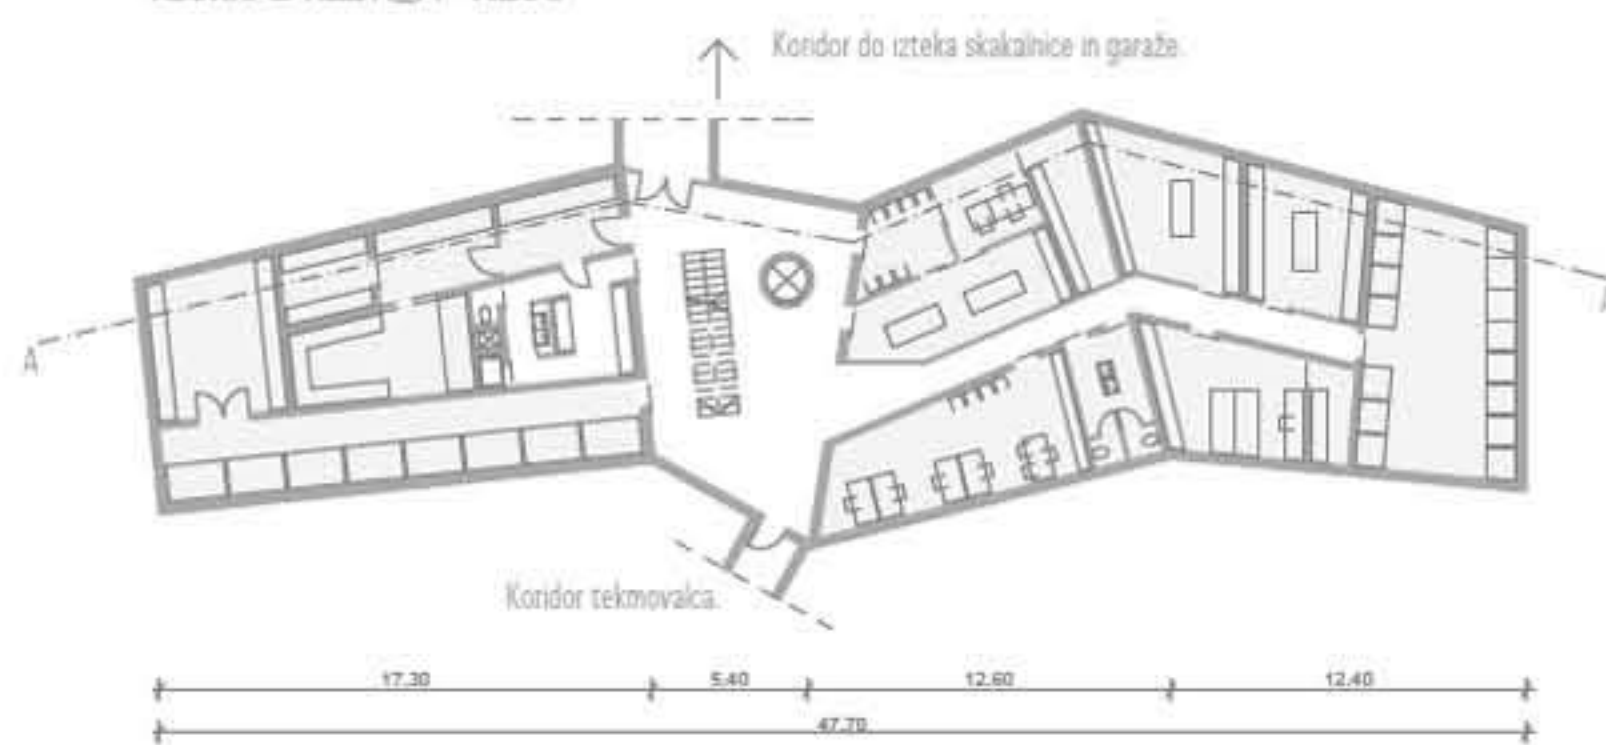 Koridor do izteka skakalnice in garaže.
A
Koridor tekmovalca.
17.30 5.40 12.60 12.40
47.70